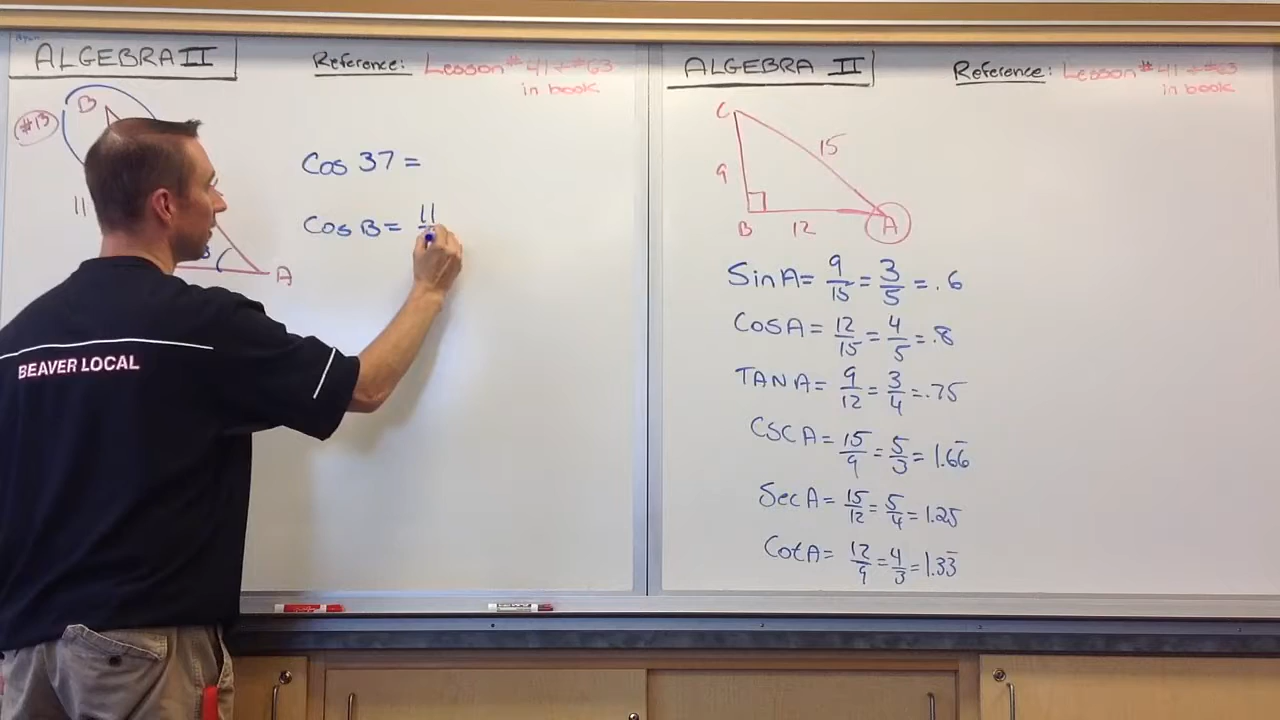 ALGEBRA II
Reference: Lesson #41 + #63
in book
#13
B
11
A
Cos 37 =
Cos B = 11
BEAVER LOCAL
ALGEBRA II
Reference: Lesson #41 + #63
in book
C
15
9
B
12
A
Sin A = 9/15 = 3/5 = .6
Cos A = 12/15 = 4/5 = .8
TAN A = 9/12 = 3/4 = .75
CSC A = 15/9 = 5/3 = 1.66̅
Sec A = 15/12 = 5/4 = 1.25
Cot A = 12/9 = 4/3 = 1.33̅